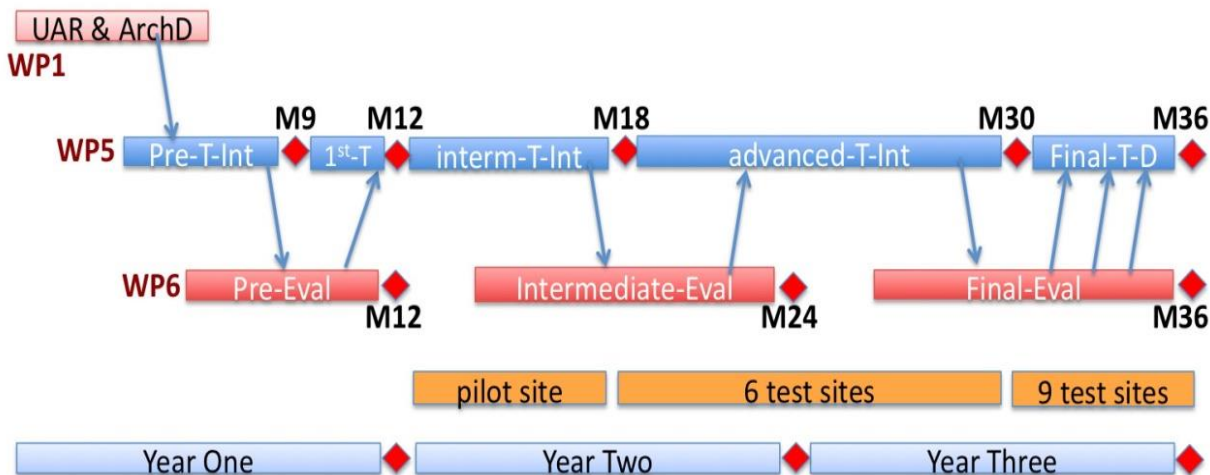 UAR & ArchD
WP1
M9 M12 M18 M30 M36
WP5 Pre-T-Int 1st-T interm-T-Int advanced-T-Int Final-T-D
WP6 Pre-Eval Intermediate-Eval Final-Eval
M12 M24 M36
pilot site 6 test sites 9 test sites
Year One Year Two Year Three